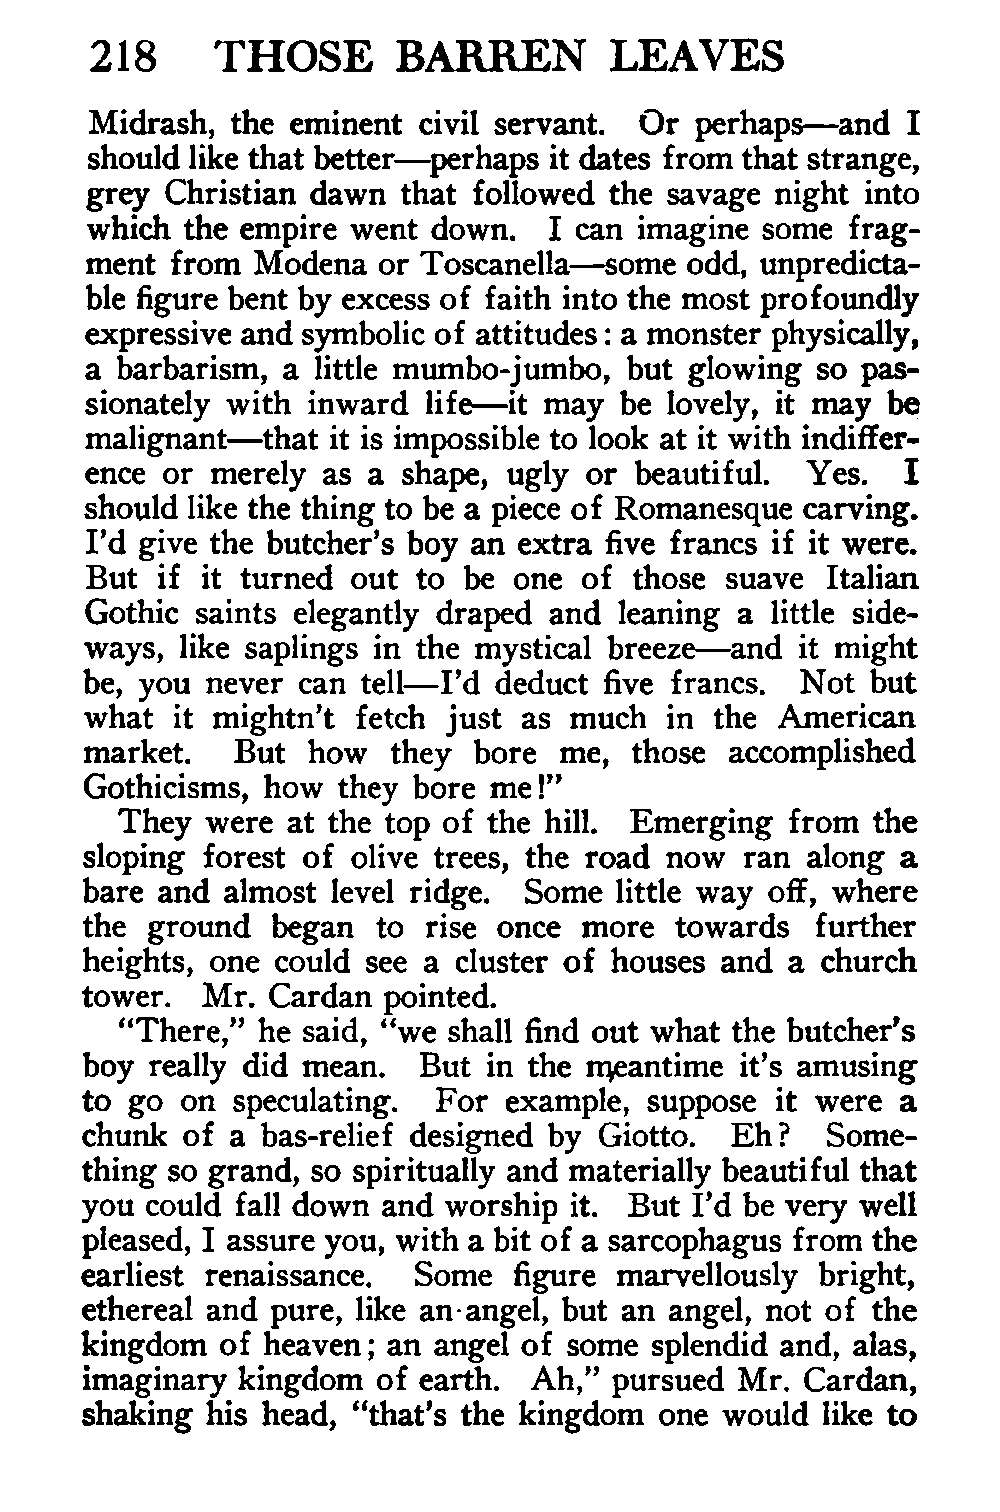 218 THOSE BARREN LEAVES
Midrash, the eminent civil servant. Or perhaps—and I
should like that better—perhaps it dates from that strange,
grey Christian dawn that followed the savage night into
which the empire went down. I can imagine some frag-
ment from Modena or Toscanella—some odd, unpredicta-
ble figure bent by excess of faith into the most profoundly
expressive and symbolic of attitudes: a monster physically,
a barbarism, a little mumbo-jumbo, but glowing so pas-
sionately with inward life—it may be lovely, it may be
malignant—that it is impossible to look at it with indiffer-
ence or merely as a shape, ugly or beautiful. Yes. I
should like the thing to be a piece of Romanesque carving.
I'd give the butcher's boy an extra five francs if it were.
But if it turned out to be one of those suave Italian
Gothic saints elegantly draped and leaning a little side-
ways, like saplings in the mystical breeze—and it might
be, you never can tell—I'd deduct five francs. Not but
what it mightn't fetch just as much in the American
market. But how they bore me, those accomplished
Gothicisms, how they bore me!"
They were at the top of the hill. Emerging from the
sloping forest of olive trees, the road now ran along a
bare and almost level ridge. Some little way off, where
the ground began to rise once more towards further
heights, one could see a cluster of houses and a church
tower. Mr. Cardan pointed.
"There," he said, "we shall find out what the butcher's
boy really did mean. But in the meantime it's amusing
to go on speculating. For example, suppose it were a
chunk of a bas-relief designed by Giotto. Eh? Some-
thing so grand, so spiritually and materially beautiful that
you could fall down and worship it. But I'd be very well
pleased, I assure you, with a bit of a sarcophagus from the
earliest renaissance. Some figure marvellously bright,
ethereal and pure, like an angel, but an angel, not of the
kingdom of heaven; an angel of some splendid and, alas,
imaginary kingdom of earth. Ah," pursued Mr. Cardan,
shaking his head, "that's the kingdom one would like to